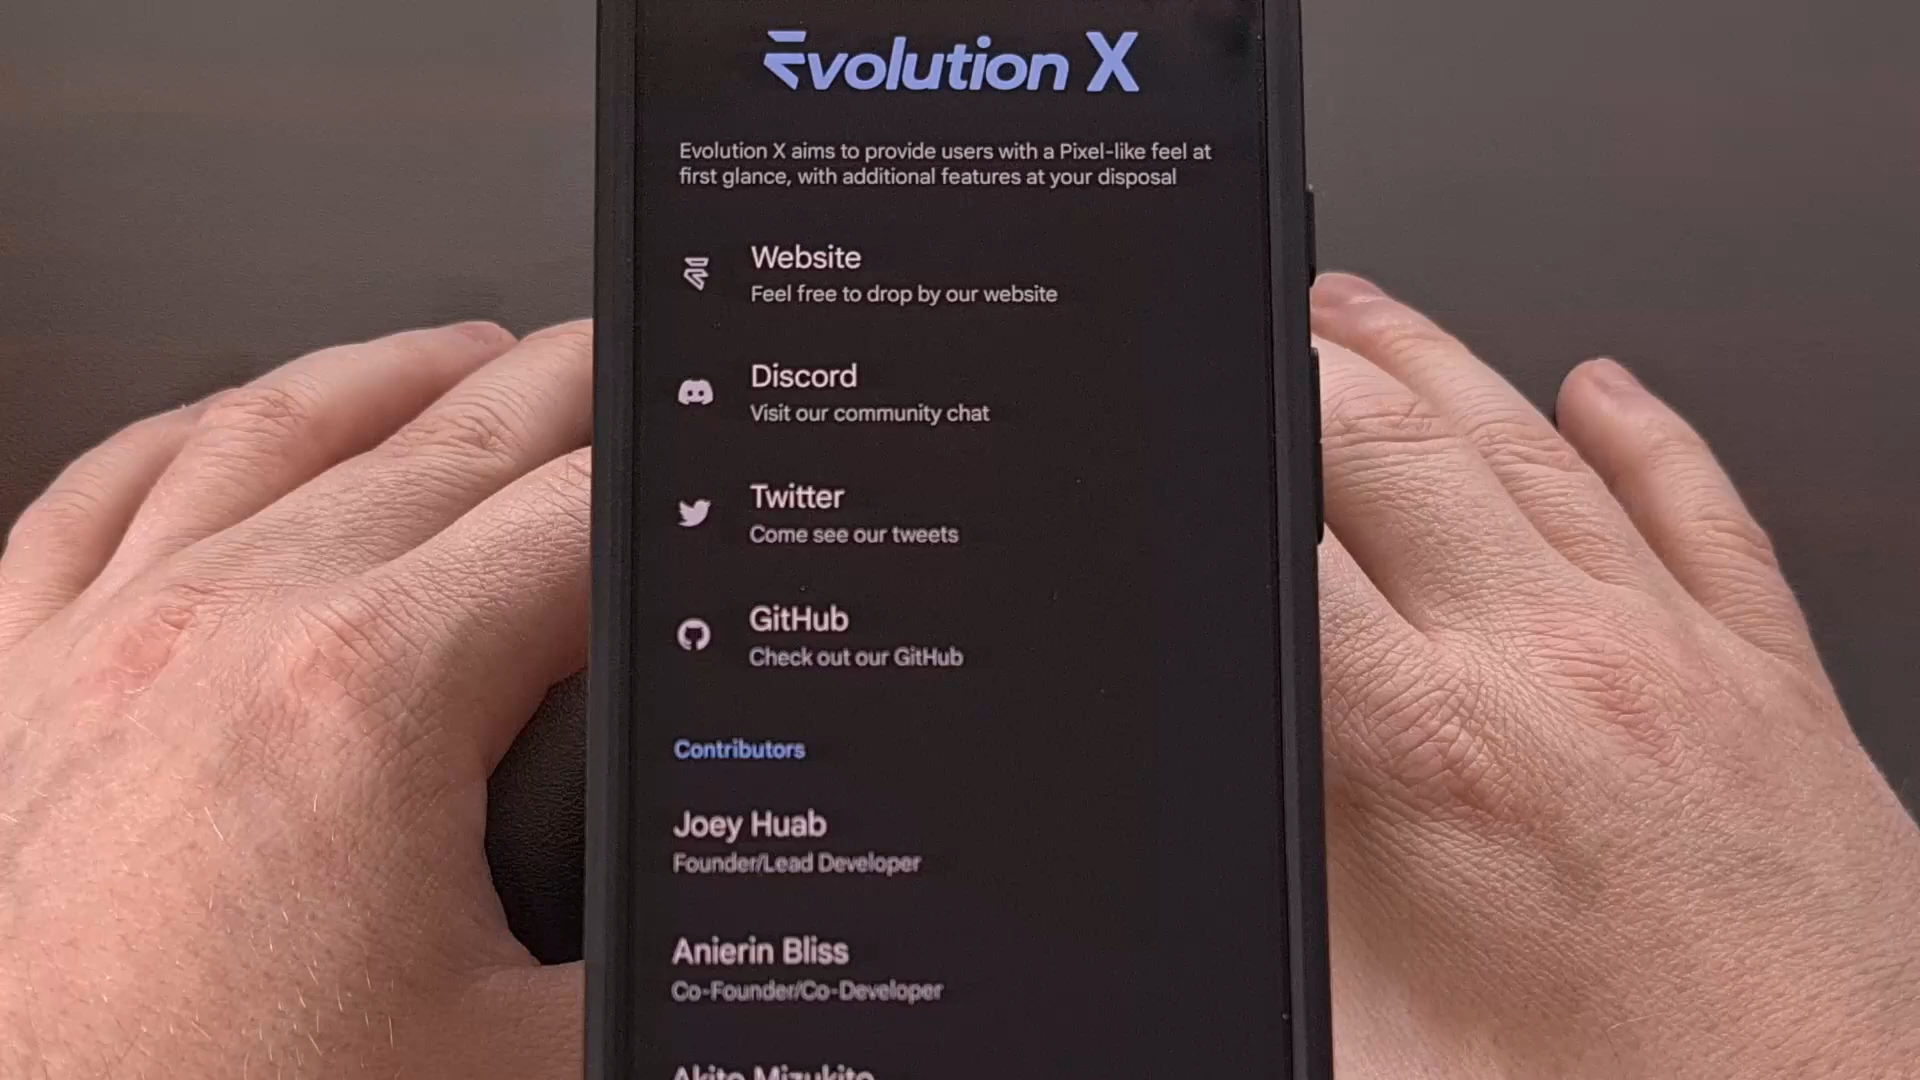 Evolution X
Evolution X aims to provide users with a Pixel-like feel at
first glance, with additional features at your disposal
Website
Feel free to drop by our website
Discord
Visit our community chat
Twitter
Come see our tweets
GitHub
Check out our GitHub
Contributors
Joey Huab
Founder/Lead Developer
Anierin Bliss
Co-Founder/Co-Developer
Akito Mizukito